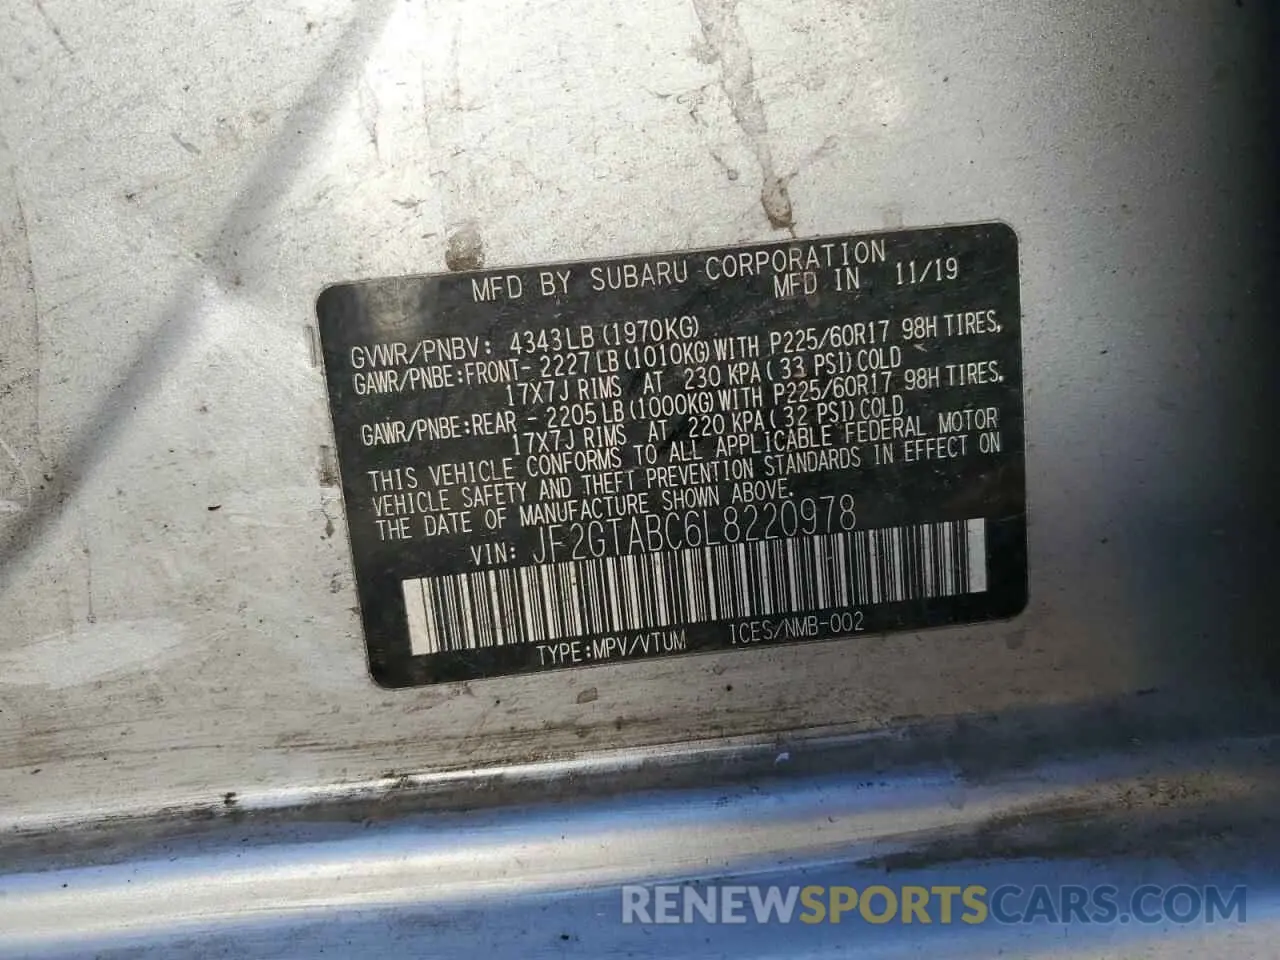 MFD BY SUBARU CORPORATION
MFD IN 11/19
GVWR/PNBV: 4343LB(1970KG)
GAWR/PNBE:FRONT- 2227LB(1010KG)WITH P225/60R17 98H TIRES,
17X7J RIMS AT 230 KPA(33 PSI)COLD
GAWR/PNBE:REAR - 2205LB(1000KG)WITH P225/60R17 98H TIRES,
17X7J RIMS AT 220 KPA(32 PSI)COLD
THIS VEHICLE CONFORMS TO ALL APPLICABLE FEDERAL MOTOR
VEHICLE SAFETY AND THEFT PREVENTION STANDARDS IN EFFECT ON
THE DATE OF MANUFACTURE SHOWN ABOVE.
VIN: JF2GTABC6L8220978
TYPE:MPV/VTUM 1CES/NMB-002
RENEWSPORTSCARS.COM